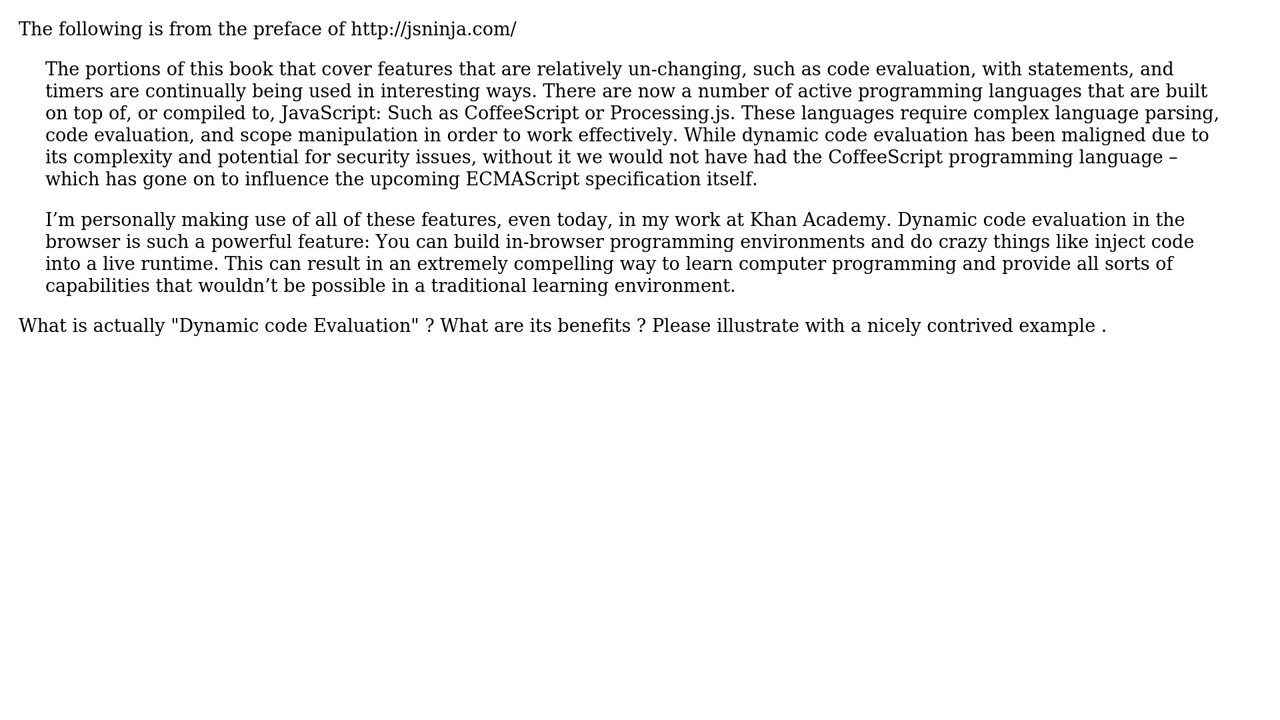 The following is from the preface of http://jsninja.com/
The portions of this book that cover features that are relatively un-changing, such as code evaluation, with statements, and
timers are continually being used in interesting ways. There are now a number of active programming languages that are built
on top of, or compiled to, JavaScript: Such as CoffeeScript or Processing.js. These languages require complex language parsing,
code evaluation, and scope manipulation in order to work effectively. While dynamic code evaluation has been maligned due to
its complexity and potential for security issues, without it we would not have had the CoffeeScript programming language –
which has gone on to influence the upcoming ECMAScript specification itself.
I’m personally making use of all of these features, even today, in my work at Khan Academy. Dynamic code evaluation in the
browser is such a powerful feature: You can build in-browser programming environments and do crazy things like inject code
into a live runtime. This can result in an extremely compelling way to learn computer programming and provide all sorts of
capabilities that wouldn’t be possible in a traditional learning environment.
What is actually "Dynamic code Evaluation" ? What are its benefits ? Please illustrate with a nicely contrived example .